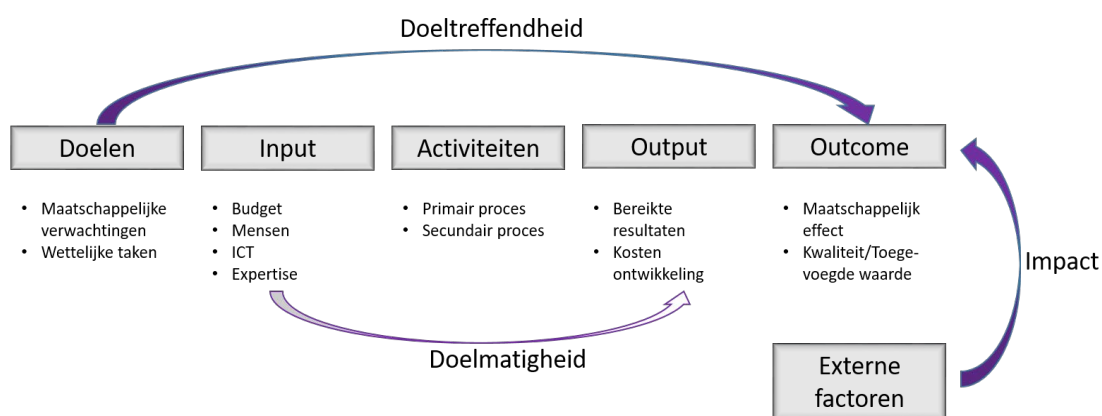 Doeltreffendheid
Doelen
Input
Activiteiten
Output
Outcome
• Maatschappelijke
verwachtingen
• Wettelijke taken
• Budget
• Mensen
• ICT
• Expertise
• Primair proces
• Secundair proces
• Bereikte
resultaten
• Kosten
ontwikkeling
• Maatschappelijk
effect
• Kwaliteit/Toege-
voegde waarde
Impact
Doelmatigheid
Externe
factoren